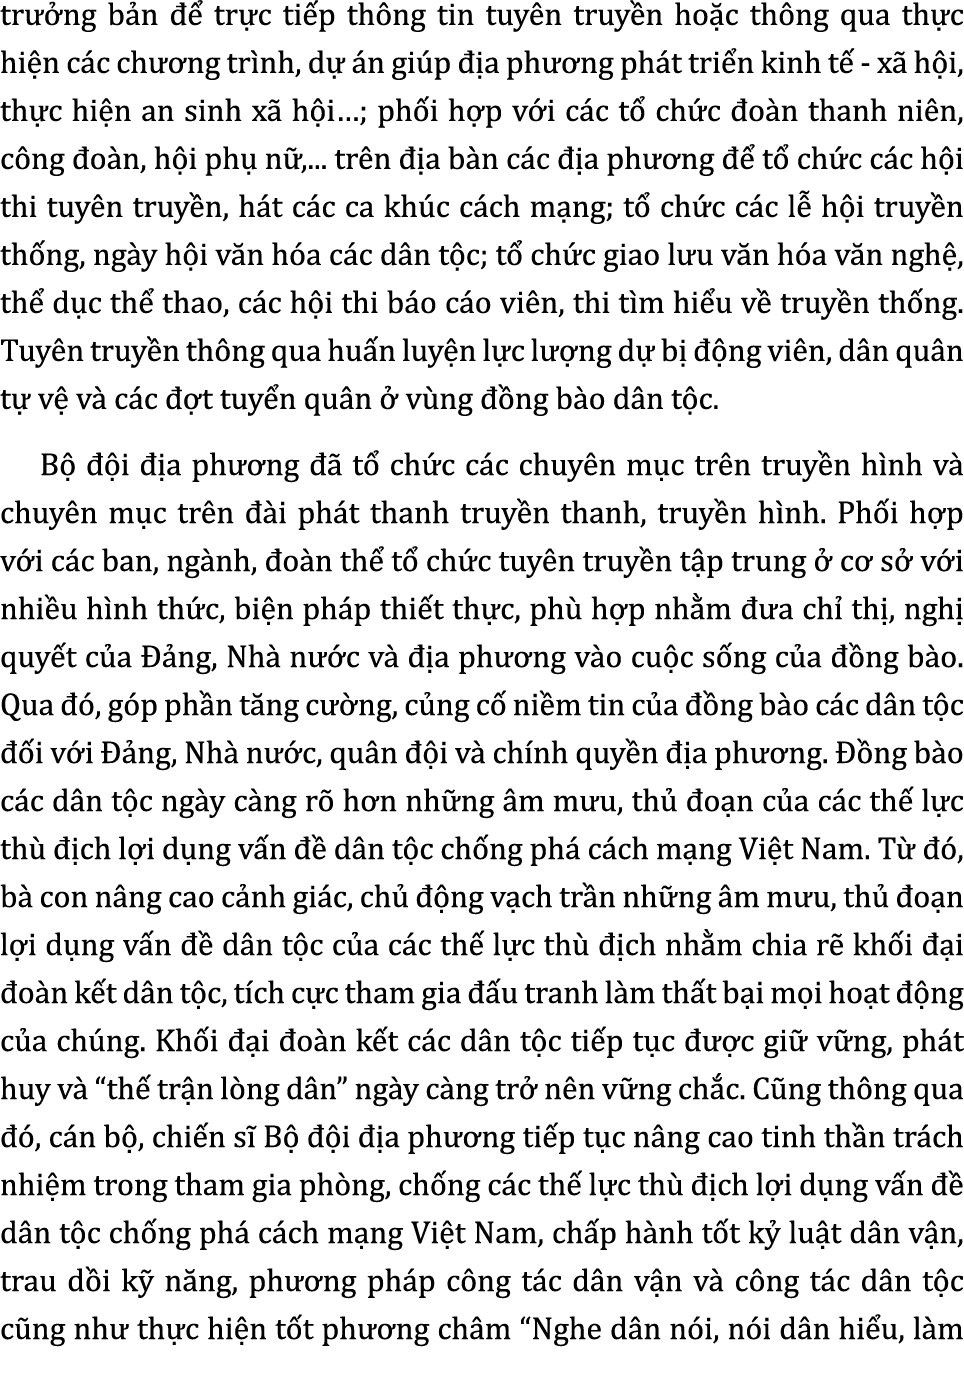 trưởng bản để trực tiếp thông tin tuyên truyền hoặc thông qua thực
hiện các chương trình, dự án giúp địa phương phát triển kinh tế - xã hội,
thực hiện an sinh xã hội…; phối hợp với các tổ chức đoàn thanh niên,
công đoàn, hội phụ nữ,... trên địa bàn các địa phương để tổ chức các hội
thi tuyên truyền, hát các ca khúc cách mạng; tổ chức các lễ hội truyền
thống, ngày hội văn hóa các dân tộc; tổ chức giao lưu văn hóa văn nghệ,
thể dục thể thao, các hội thi báo cáo viên, thi tìm hiểu về truyền thống.
Tuyên truyền thông qua huấn luyện lực lượng dự bị động viên, dân quân
tự vệ và các đợt tuyển quân ở vùng đồng bào dân tộc.
Bộ đội địa phương đã tổ chức các chuyên mục trên truyền hình và
chuyên mục trên đài phát thanh truyền thanh, truyền hình. Phối hợp
với các ban, ngành, đoàn thể tổ chức tuyên truyền tập trung ở cơ sở với
nhiều hình thức, biện pháp thiết thực, phù hợp nhằm đưa chỉ thị, nghị
quyết của Đảng, Nhà nước và địa phương vào cuộc sống của đồng bào.
Qua đó, góp phần tăng cường, củng cố niềm tin của đồng bào các dân tộc
đối với Đảng, Nhà nước, quân đội và chính quyền địa phương. Đồng bào
các dân tộc ngày càng rõ hơn những âm mưu, thủ đoạn của các thế lực
thù địch lợi dụng vấn đề dân tộc chống phá cách mạng Việt Nam. Từ đó,
bà con nâng cao cảnh giác, chủ động vạch trần những âm mưu, thủ đoạn
lợi dụng vấn đề dân tộc của các thế lực thù địch nhằm chia rẽ khối đại
đoàn kết dân tộc, tích cực tham gia đấu tranh làm thất bại mọi hoạt động
của chúng. Khối đại đoàn kết các dân tộc tiếp tục được giữ vững, phát
huy và “thế trận lòng dân” ngày càng trở nên vững chắc. Cũng thông qua
đó, cán bộ, chiến sĩ Bộ đội địa phương tiếp tục nâng cao tinh thần trách
nhiệm trong tham gia phòng, chống các thế lực thù địch lợi dụng vấn đề
dân tộc chống phá cách mạng Việt Nam, chấp hành tốt kỷ luật dân vận,
trau dồi kỹ năng, phương pháp công tác dân vận và công tác dân tộc
cũng như thực hiện tốt phương châm “Nghe dân nói, nói dân hiểu, làm